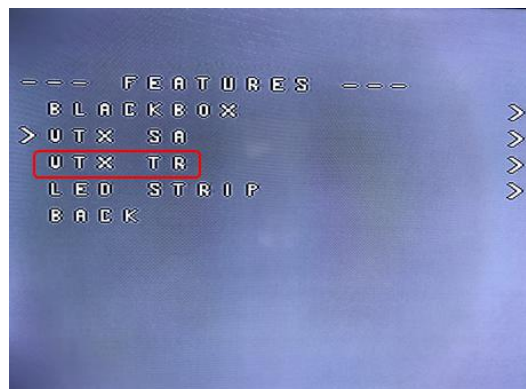 --- FEATURES ---
BLACKBOX >
> VTX SA >
VTX TR >
LED STRIP >
BACK